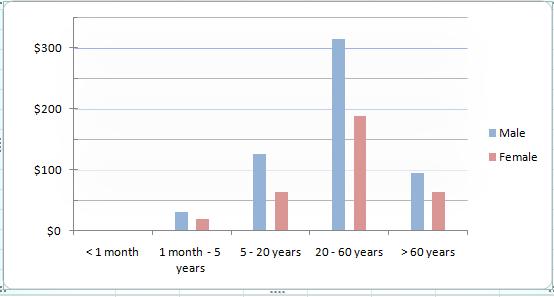 $300
$200
$100
$0
< 1 month
1 month - 5
years
5 - 20 years
20 - 60 years
> 60 years
Male
Female